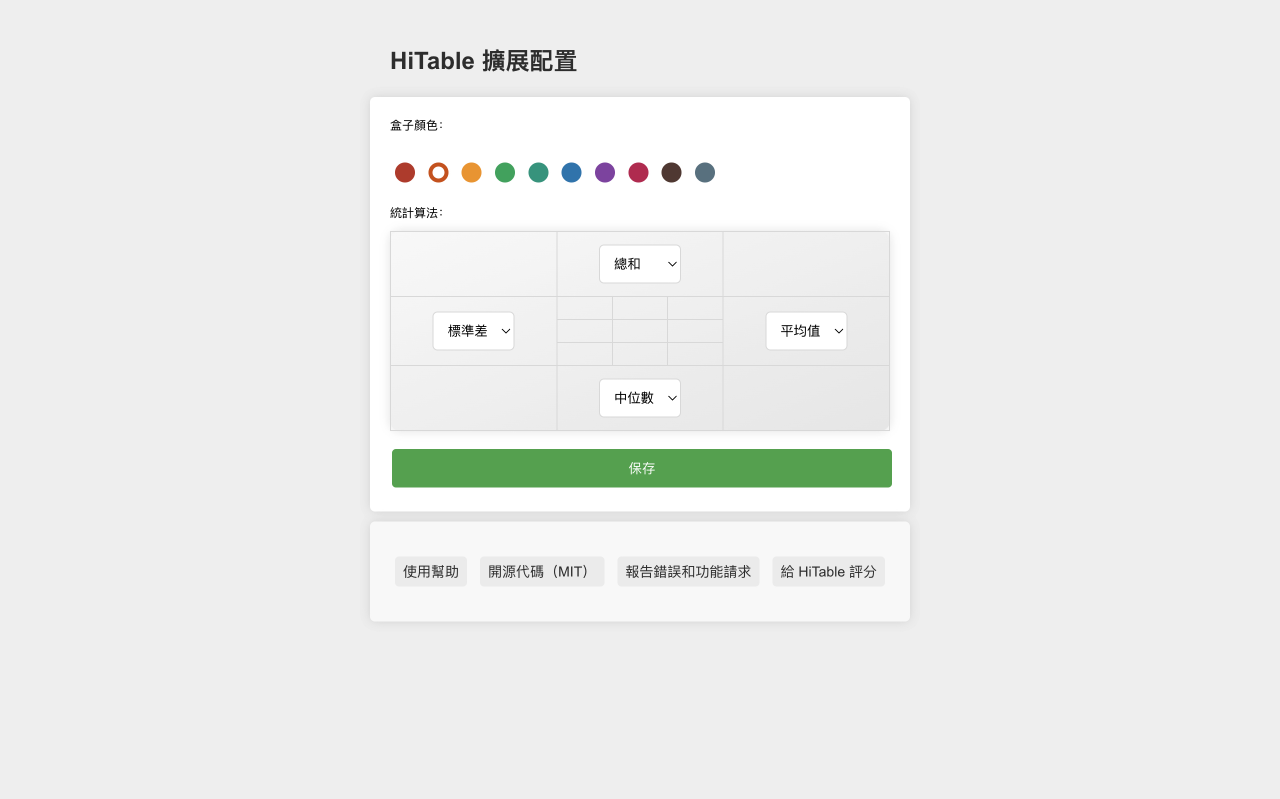 HiTable 擴展配置
盒子顏色:
統計算法:
總和
標準差
平均值
中位數
保存
使用幫助
開源代碼（MIT）
報告錯誤和功能請求
給 HiTable 評分